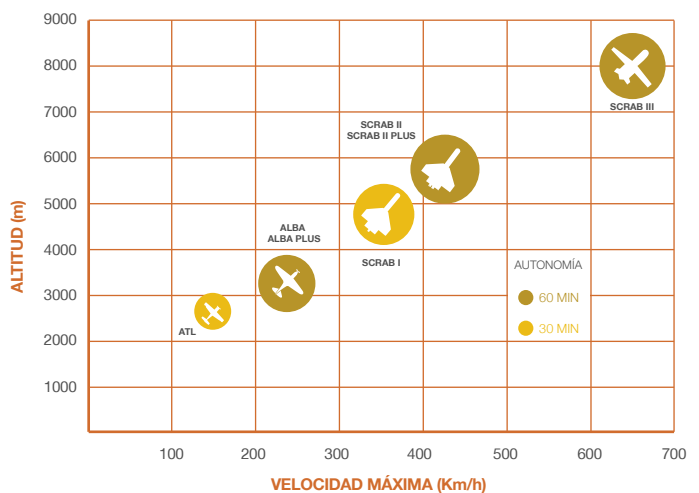 9000
8000
7000
6000
5000
4000
3000
2000
1000
ALTITUD (m)
SCRAB III
SCRAB II
SCRAB II PLUS
SCRAB I
ALBA
ALBA PLUS
ATL
AUTONOMÍA
60 MIN
30 MIN
100
200
300
400
500
600
700
VELOCIDAD MÁXIMA (Km/h)